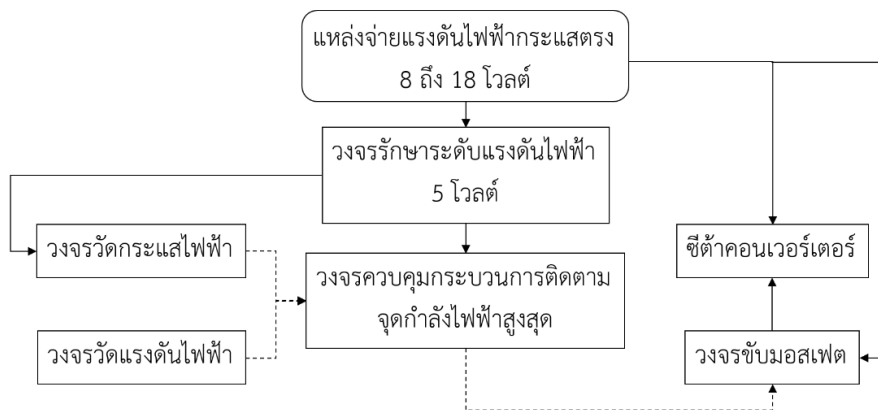 แหล่งจ่ายแรงดันไฟฟ้ากระแสตรง
8 ถึง 18 โวลต์
วงจรรักษาระดับแรงดันไฟฟ้า
5 โวลต์
วงจรวัดกระแสไฟฟ้า
ซีต้าคอนเวอร์เตอร์
วงจรควบคุมกระบวนการติดตาม
จุดกำลังไฟฟ้าสูงสุด
วงจรวัดแรงดันไฟฟ้า
วงจรขับมอสเฟต